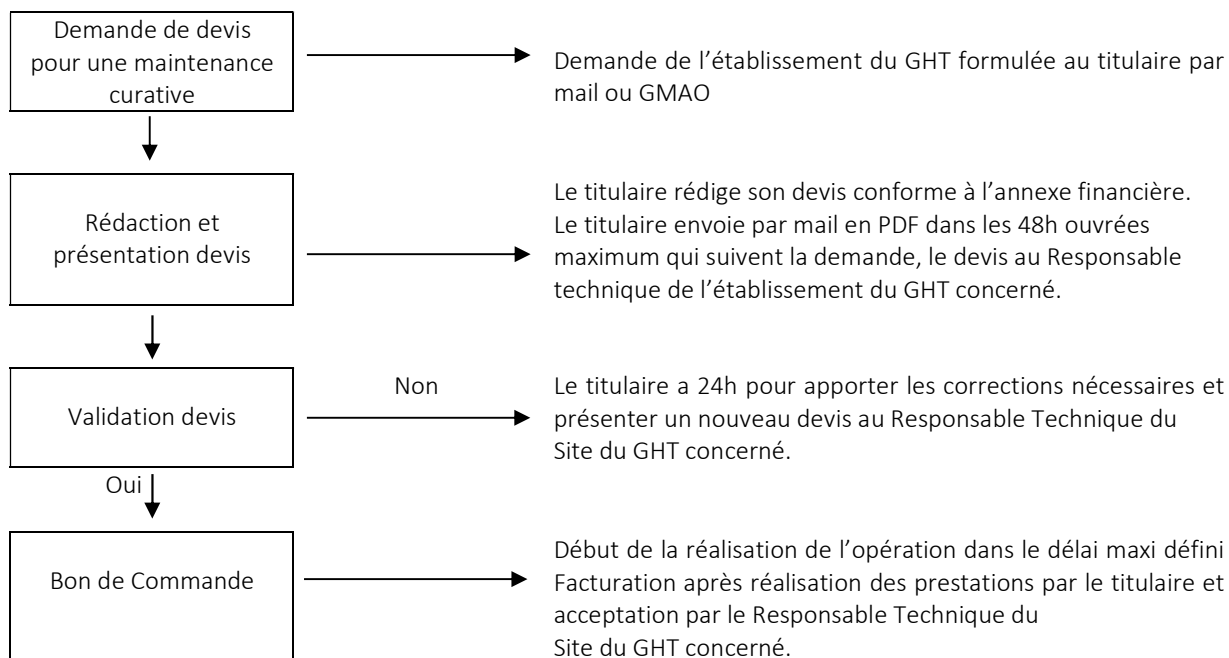 Demande de devis
pour une maintenance
curative
Demande de l’établissement du GHT formulée au titulaire par
mail ou GMAO
Rédaction et
présentation devis
Le titulaire rédige son devis conforme à l’annexe financière.
Le titulaire envoie par mail en PDF dans les 48h ouvrées
maximum qui suivent la demande, le devis au Responsable
technique de l’établissement du GHT concerné.
Validation devis
Non
Le titulaire a 24h pour apporter les corrections nécessaires et
présenter un nouveau devis au Responsable Technique du
Site du GHT concerné.
Oui
Bon de Commande
Début de la réalisation de l’opération dans le délai maxi défini
Facturation après réalisation des prestations par le titulaire et
acceptation par le Responsable Technique du
Site du GHT concerné.